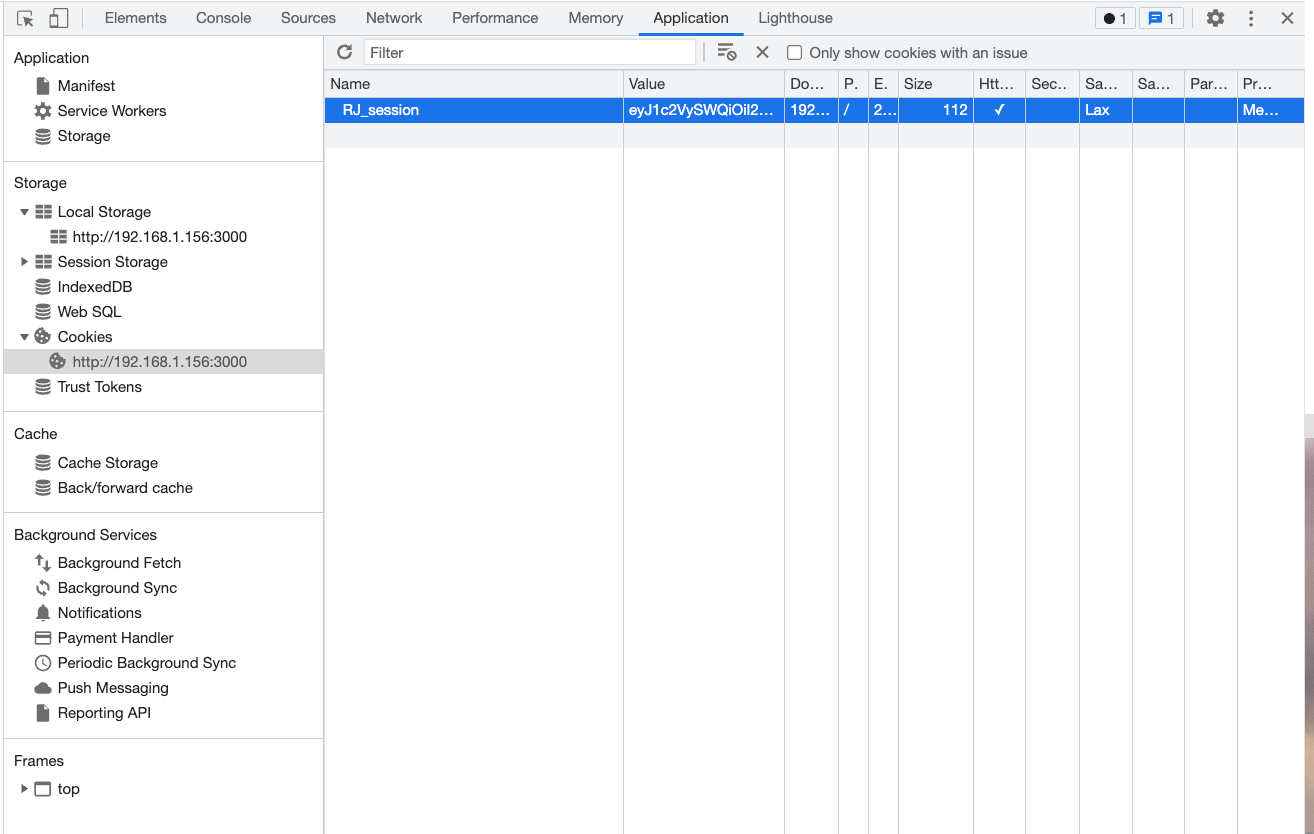 Elements Console Sources Network Performance Memory Application Lighthouse 1 1
Application
Manifest
Service Workers
Storage
Storage
Local Storage
http://192.168.1.156:3000
Session Storage
IndexedDB
Web SQL
Cookies
http://192.168.1.156:3000
Trust Tokens
Cache
Cache Storage
Back/forward cache
Background Services
Background Fetch
Background Sync
Notifications
Payment Handler
Periodic Background Sync
Push Messaging
Reporting API
Frames
top
Filter Only show cookies with an issue
Name Value Do... P. E. Size Htt... Sec.. Sa... Sa... Par... Pr...
RJ_session eyJ1c2VySWQiOiI2... 192... / 2... 112 ✓ Lax Me...